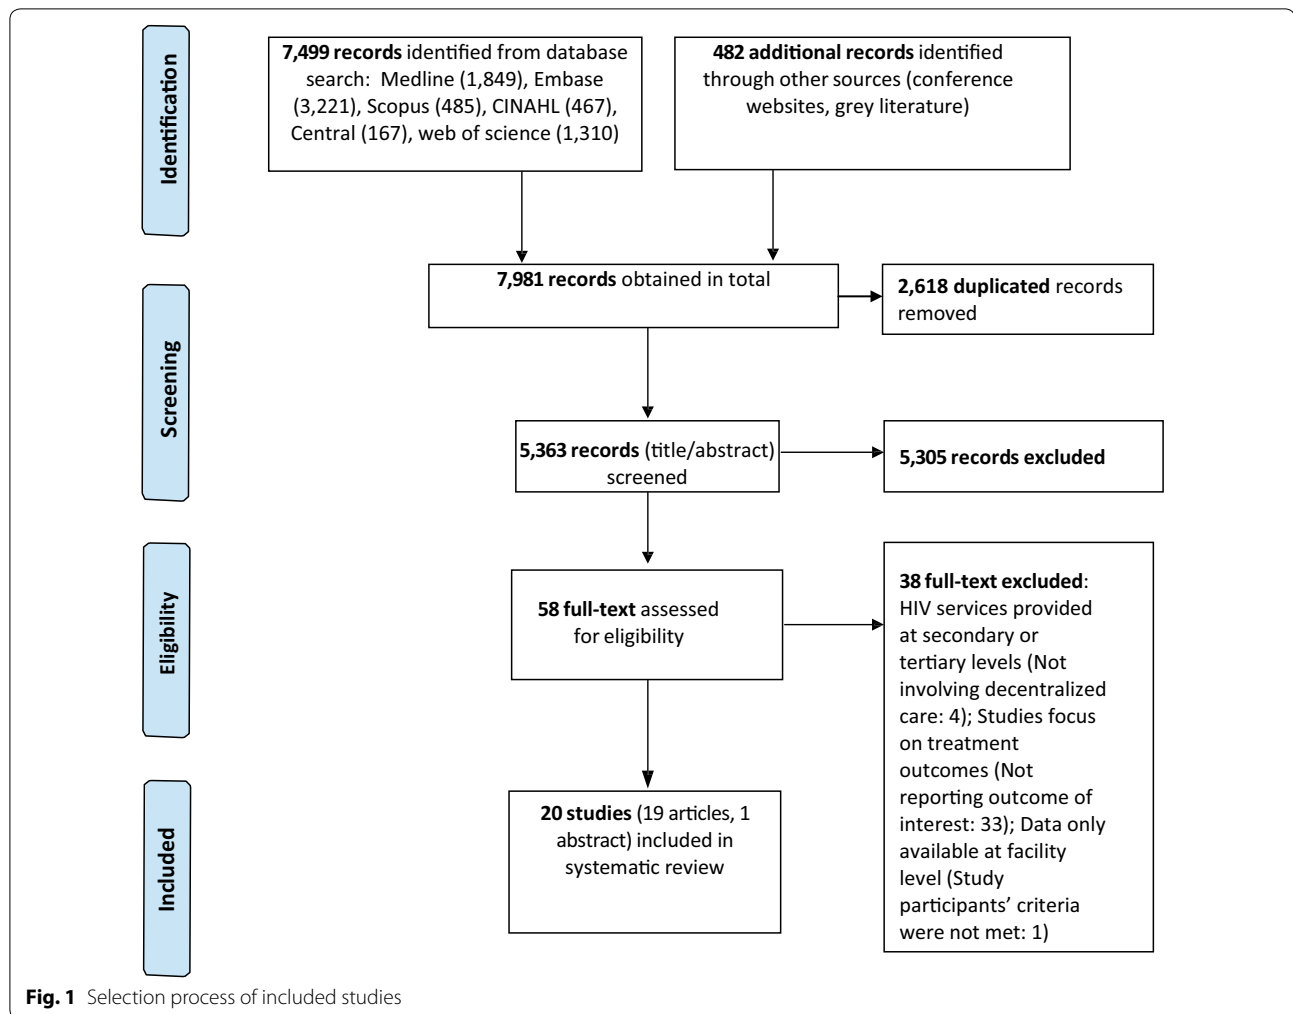 Identification
7,499 records identified from database
search: Medline (1,849), Embase
(3,221), Scopus (485), CINAHL (467),
Central (167), web of science (1,310)
482 additional records identified
through other sources (conference
websites, grey literature)
7,981 records obtained in total
2,618 duplicated records
removed
Screening
5,363 records (title/abstract)
screened
5,305 records excluded
Eligibility
58 full-text assessed
for eligibility
38 full-text excluded:
HIV services provided
at secondary or
tertiary levels (Not
involving decentralized
care: 4); Studies focus
on treatment
outcomes (Not
reporting outcome of
interest: 33); Data only
available at facility
level (Study
participants’ criteria
were not met: 1)
Included
20 studies (19 articles, 1
abstract) included in
systematic review
Fig. 1 Selection process of included studies